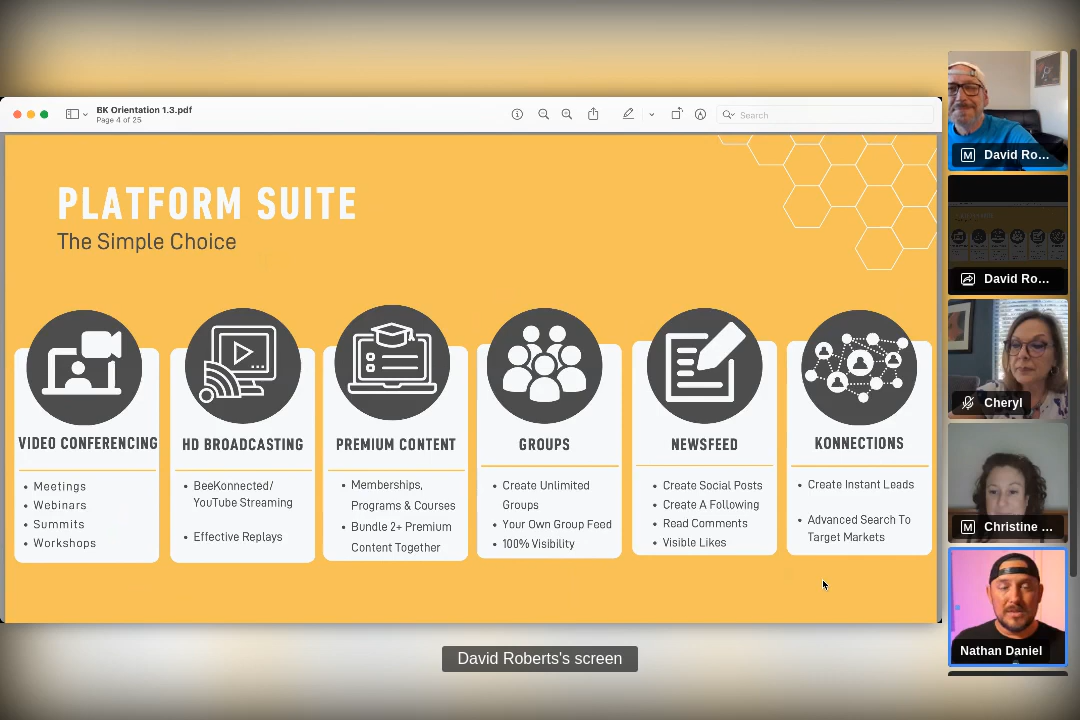 BK Orientation 1.3.pdf
Page 4 of 25
Search
PLATFORM SUITE
The Simple Choice
VIDEO CONFERENCING
• Meetings
• Webinars
• Summits
• Workshops
HD BROADCASTING
• BeeKonnected/
YouTube Streaming
• Effective Replays
PREMIUM CONTENT
• Memberships,
Programs & Courses
• Bundle 2+ Premium
Content Together
GROUPS
• Create Unlimited
Groups
• Your Own Group Feed
• 100% Visibility
NEWSFEED
• Create Social Posts
• Create A Following
• Read Comments
• Visible Likes
KONNECTIONS
• Create Instant Leads
• Advanced Search To
Target Markets
David Roberts's screen
M David Ro...
David Ro...
Cheryl
M Christine ...
Nathan Daniel